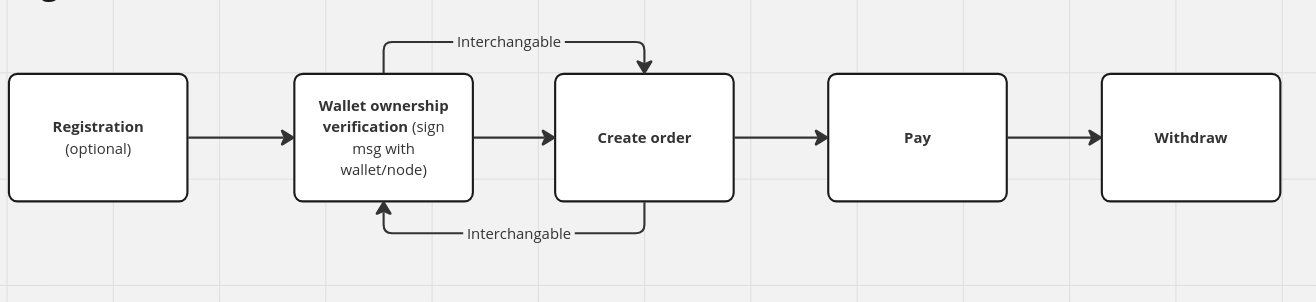 Interchangable
Registration
(optional)
Wallet ownership
verification (sign
msg with
wallet/node)
Create order
Pay
Withdraw
Interchangable